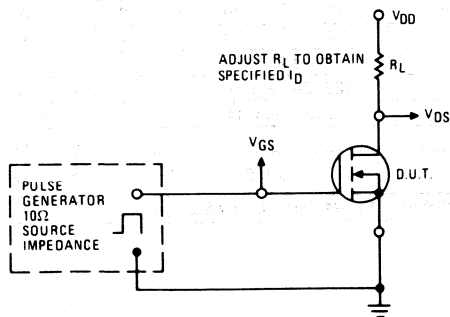 VDD
ADJUST RL TO OBTAIN
SPECIFIED ID
RL
VDS
VGS
D.U.T.
PULSE
GENERATOR
10Ω
SOURCE
IMPEDANCE